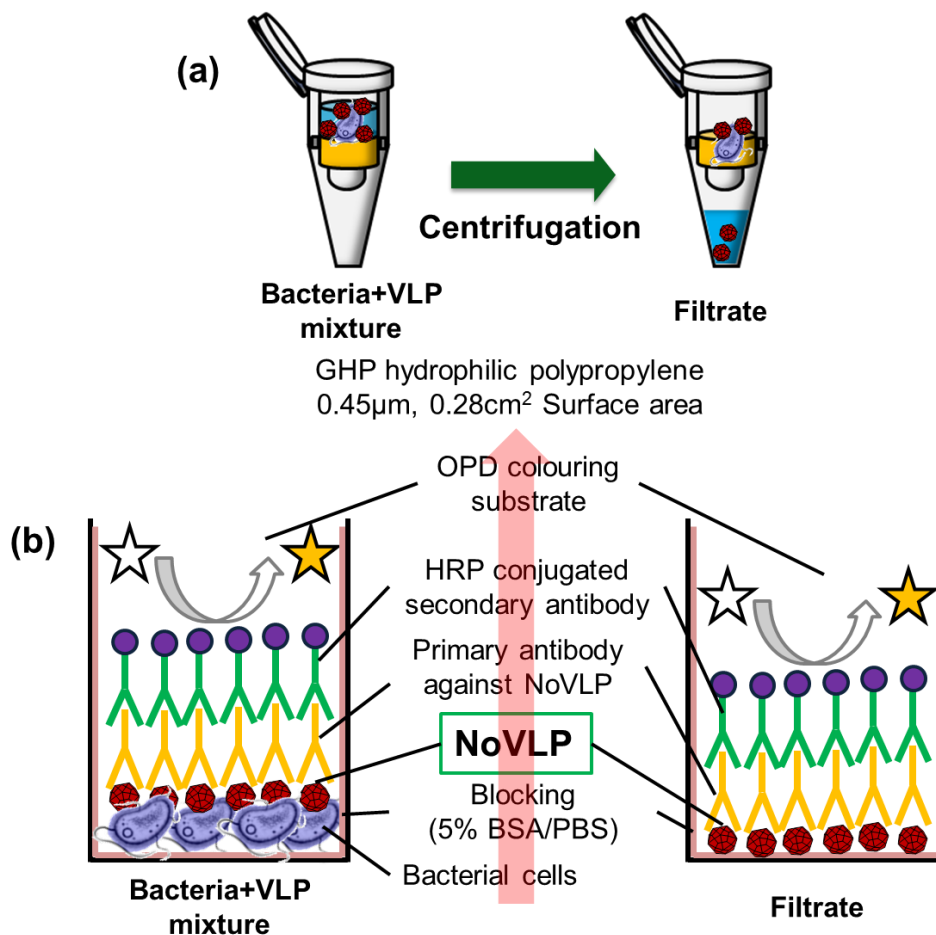 (a)
Centrifugation
Bacteria+VLP
mixture
Filtrate
GHP hydrophilic polypropylene
0.45µm, 0.28cm² Surface area
OPD colouring
substrate
(b)
HRP conjugated
secondary antibody
Primary antibody
against NoVLP
NoVLP
Blocking
(5% BSA/PBS)
Bacterial cells
Bacteria+VLP
mixture
Filtrate